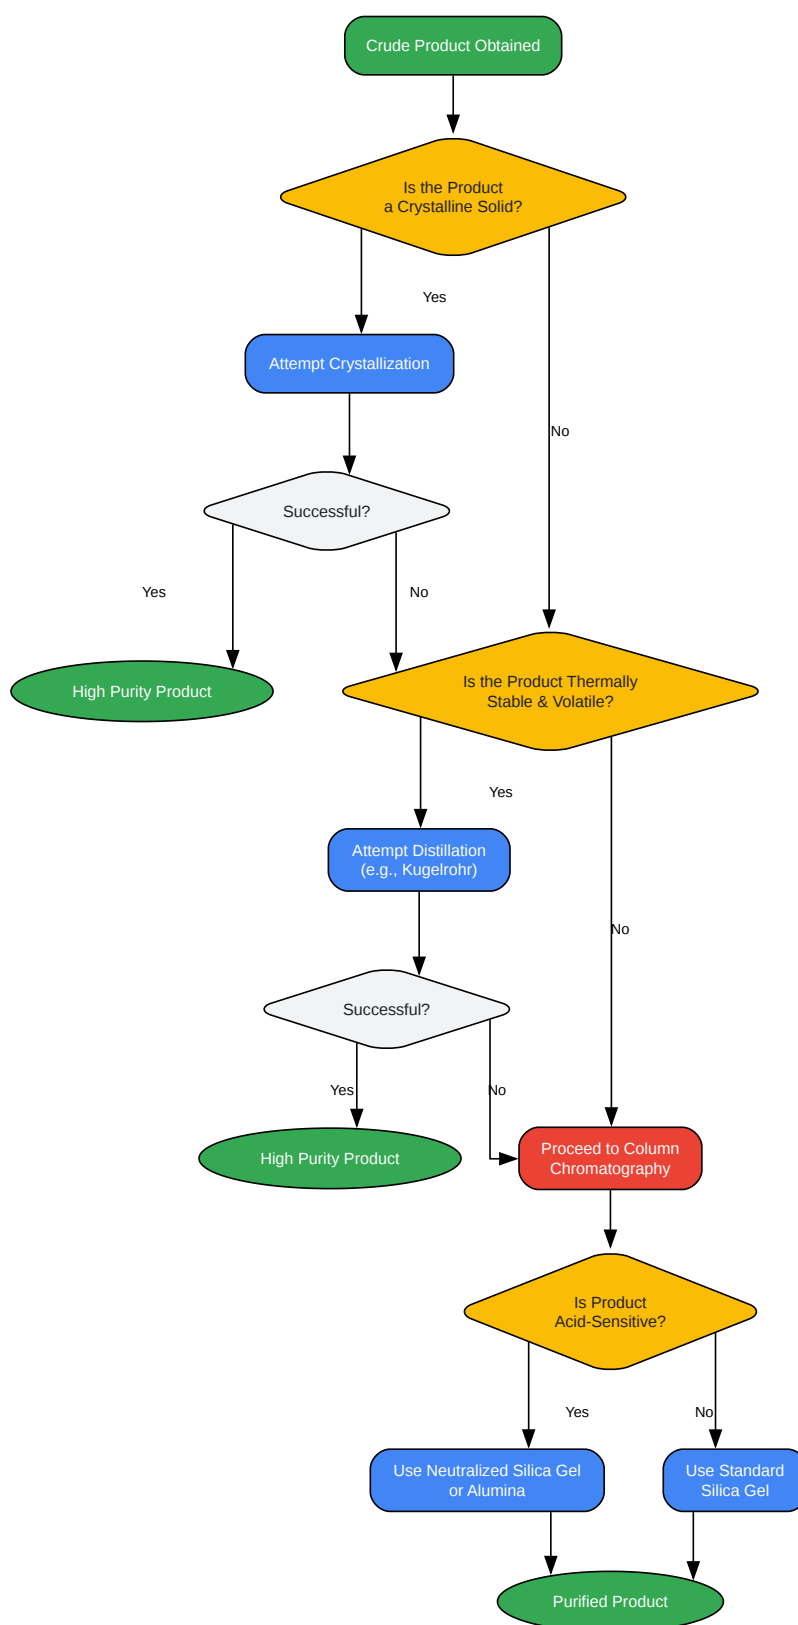 Crude Product Obtained
Is the Product
a Crystalline Solid?
Yes
Attempt Crystallization
No
Successful?
Yes
No
High Purity Product
Is the Product Thermally
Stable & Volatile?
Yes
Attempt Distillation
(e.g., Kugelrohr)
No
Successful?
Yes
No
High Purity Product
Proceed to Column
Chromatography
Is Product
Acid-Sensitive?
Yes
No
Use Neutralized Silica Gel
or Alumina
Use Standard
Silica Gel
Purified Product